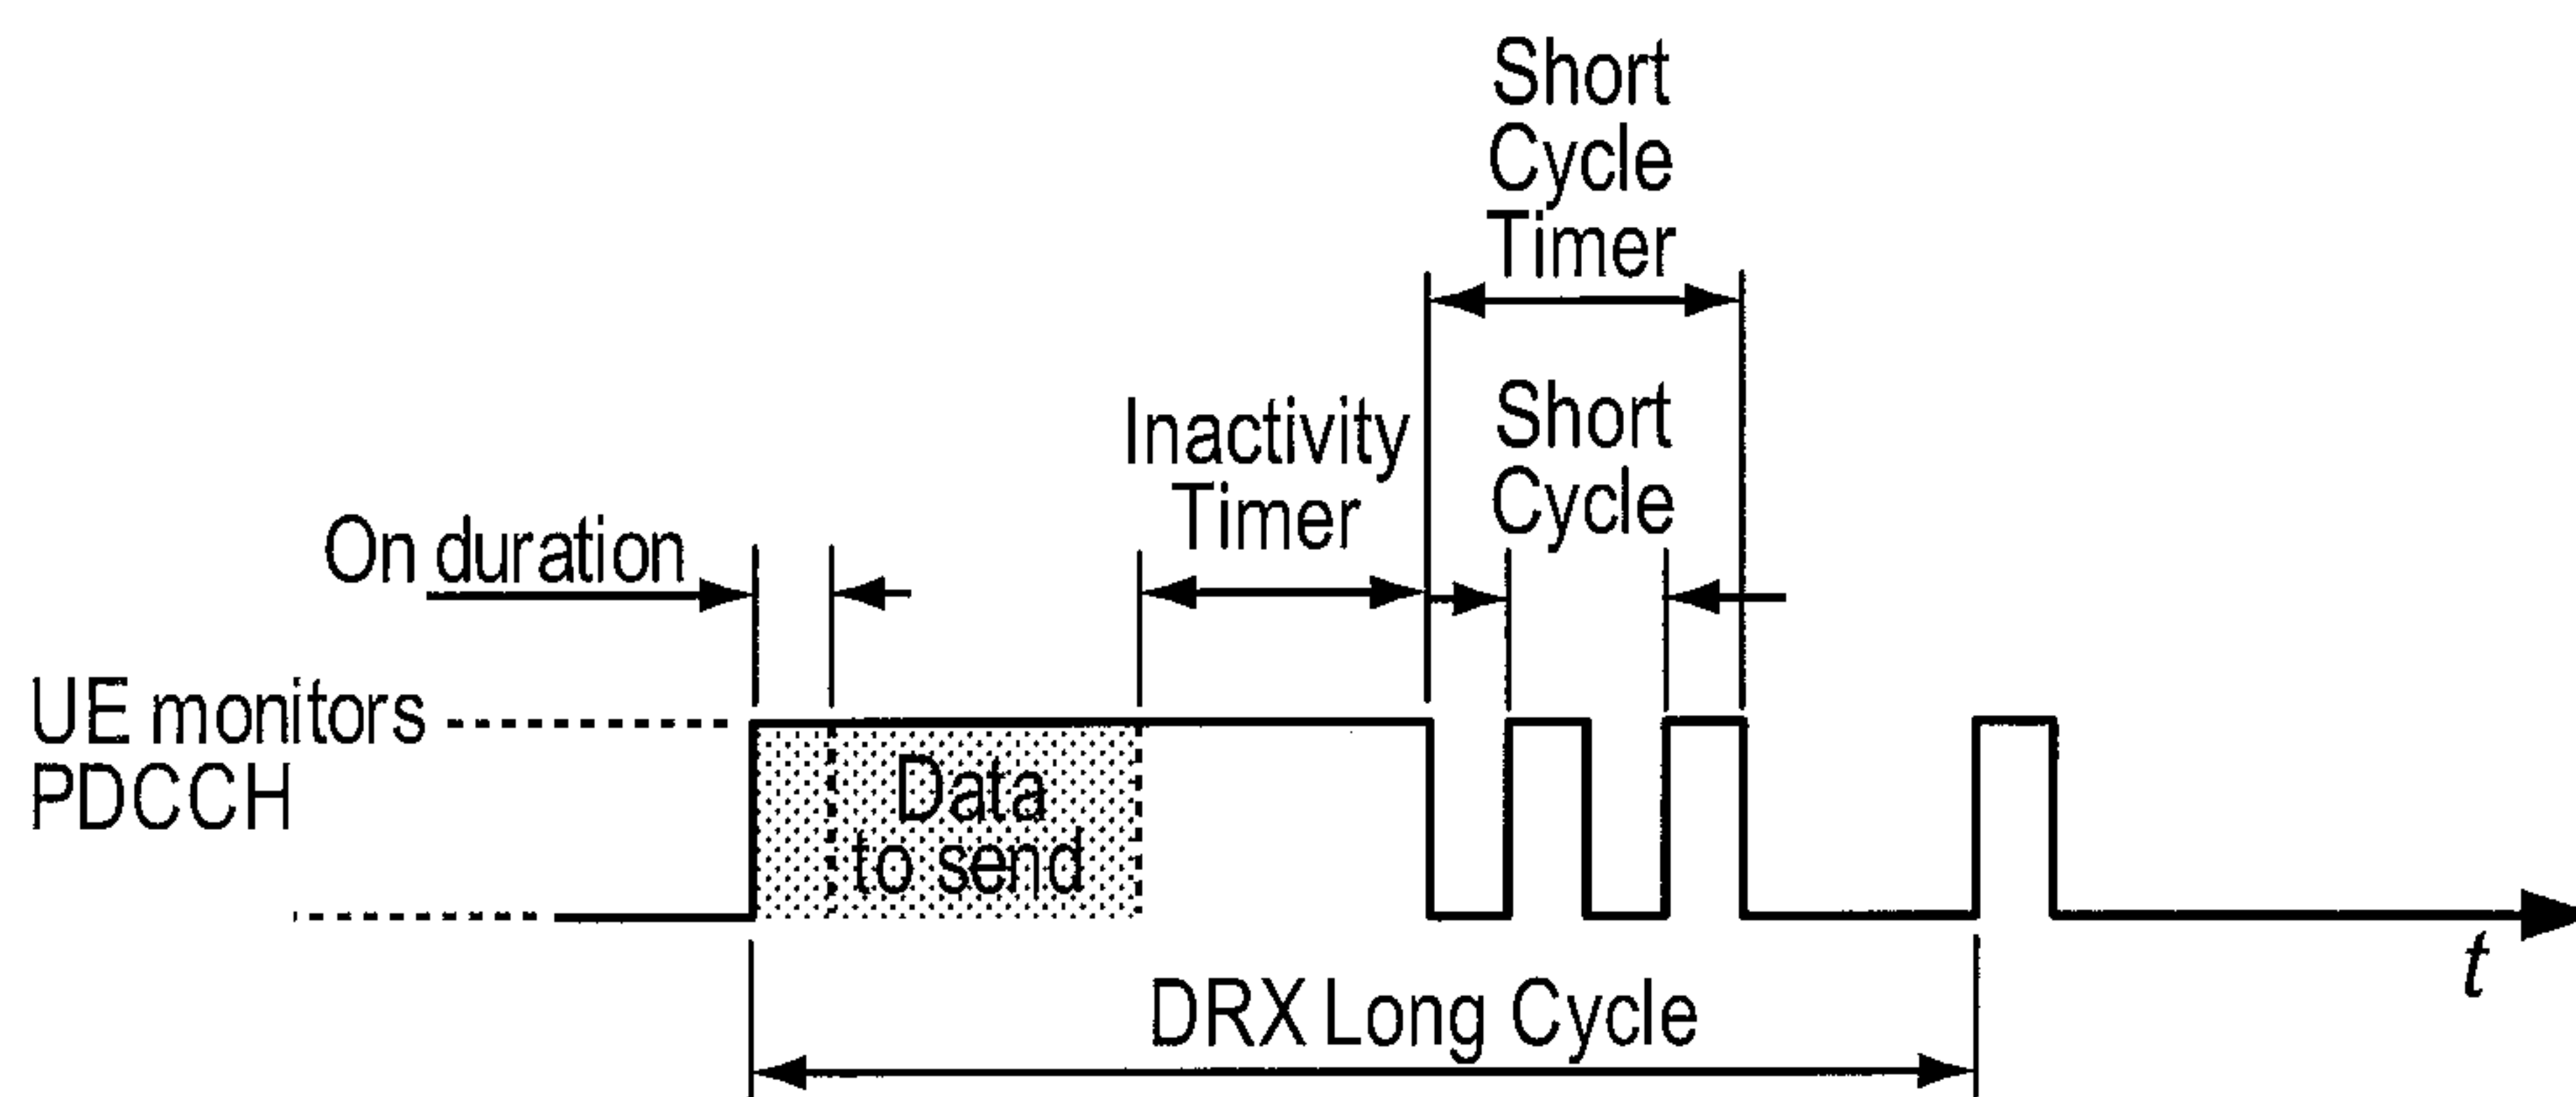 Short
Cycle
Timer
Short
Cycle
Inactivity
Timer
On duration
UE monitors
PDCCH
Data
to send
t
DRX Long Cycle